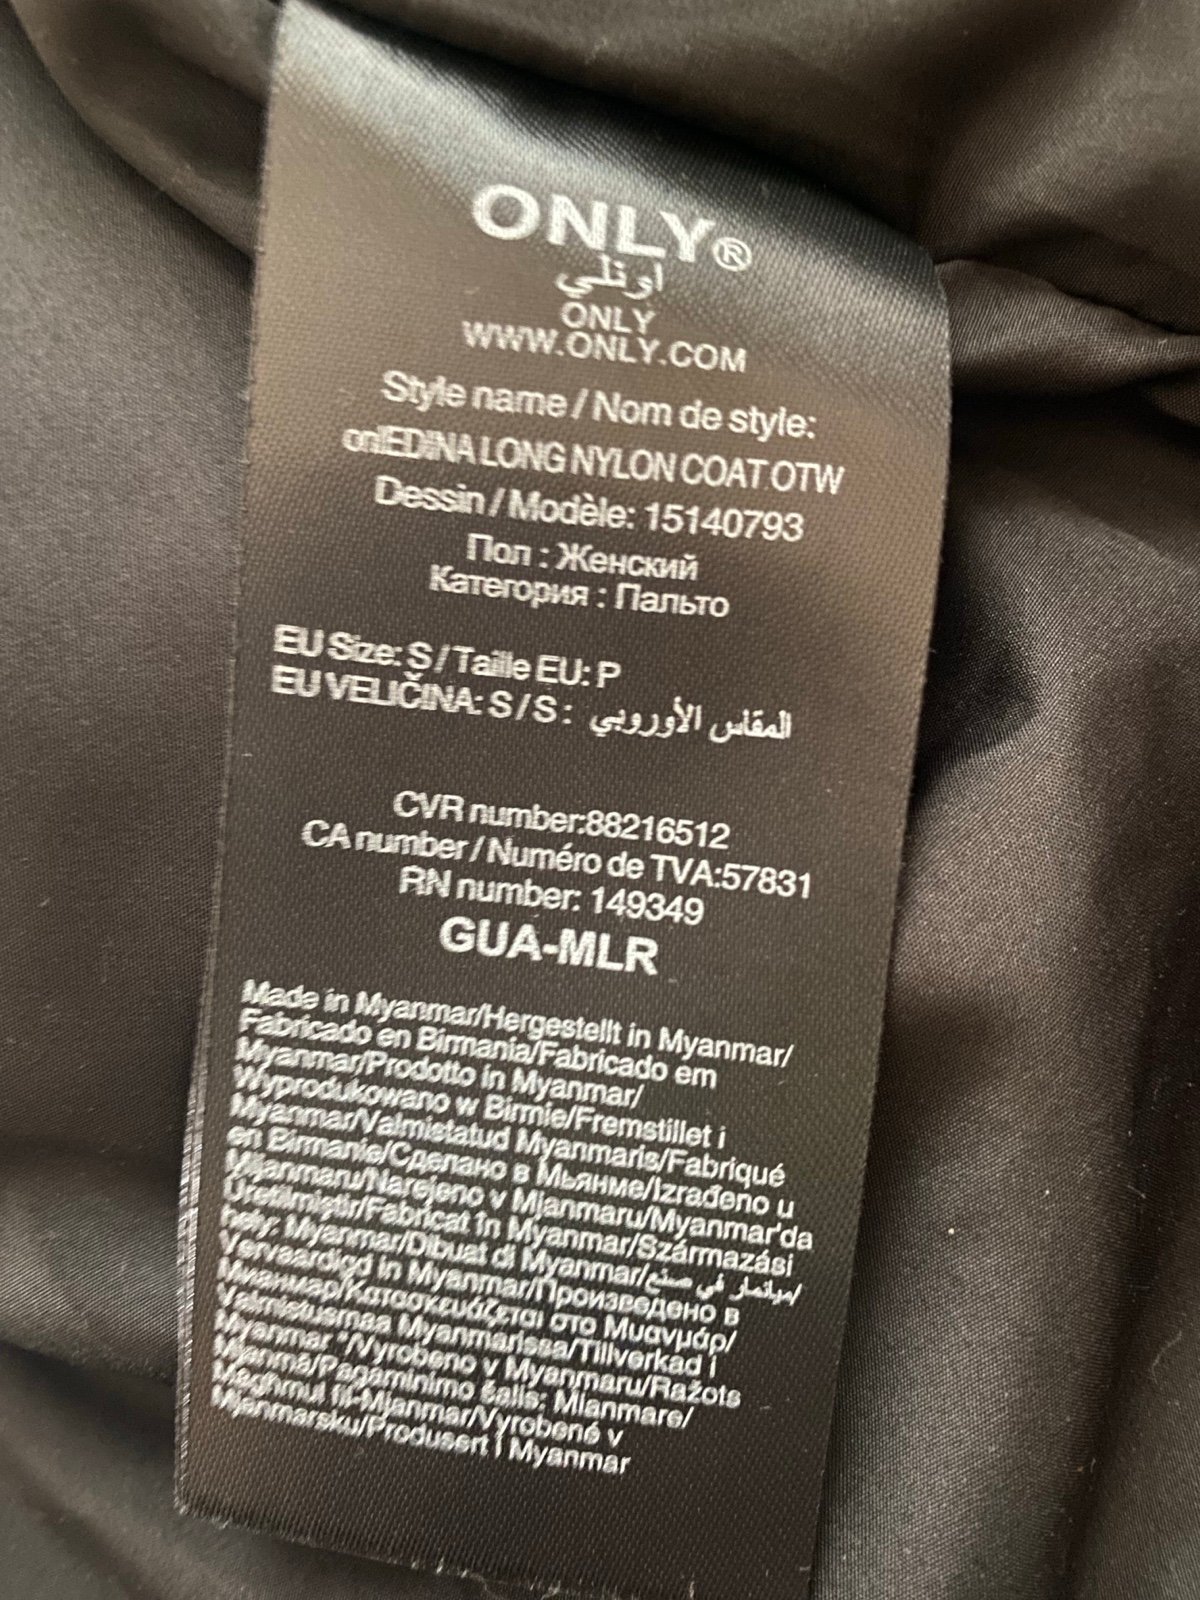 ONLY®
اونلي
ONLY
WWW.ONLY.COM
Style name / Nom de style:
onlEDINA LONG NYLON COAT OTW
Dessin / Modèle: 15140793
Пол : Женский
Категория : Пальто
EU Size: S / Taille EU: P
EU VELIČINA: S / S : المقاس الأوروبي
CVR number:88216512
CA number / Numéro de TVA:57831
RN number: 149349
GUA-MLR
Made in Myanmar/Hergestellt in Myanmar/
Fabricado en Birmania/Fabricado em
Myanmar/Prodotto in Myanmar/
Wyprodukowano w Birmie/Fremstillet i
Myanmar/Valmistatud Myanmaris/Fabriqué
en Birmanie/Сделано в Мьянме/Izrađeno u
Mijanmaru/Narejeno v Mjanmaru/Myanmar'da
Üretilmiştir/Fabricat în Myanmar/Származási
hely: Myanmar/Dibuat di Myanmar/ميانمار في صنع/
Vervaardigd in Myanmar/Произведено в
Мианмар/Κατασκευάζεται στο Μυανμάρ/
Valmistusmaa Myanmarissa/Tillverkad i
Myanmar.*/Vyrobeno v Myanmaru/Ražots
Mjanmā/Pagaminimo šalis: Mianmare/
Magħmul fil-Mjanmar/Vyrobené v
Mjanmarsku/Produsert i Myanmar